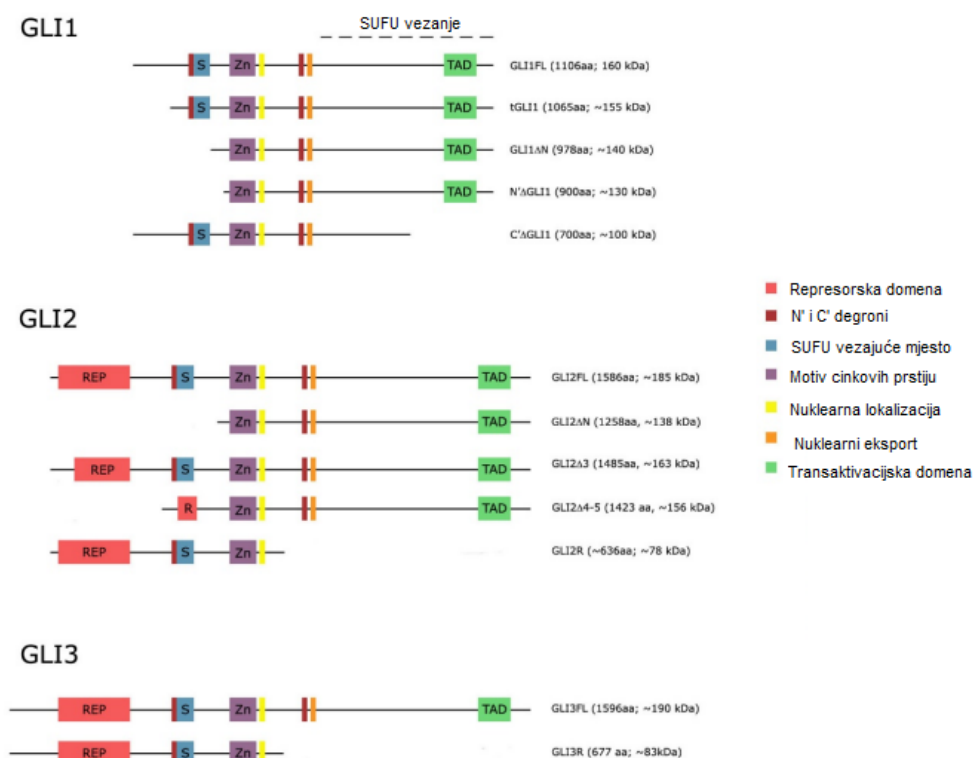 GLI1
SUFU vezanje
S Zn TAD GLI1FL (1106aa; 160 kDa)
S Zn TAD tGLI1 (1065aa; ~155 kDa)
Zn TAD GLI1ΔN (978aa; ~140 kDa)
Zn TAD N'ΔGLI1 (900aa; ~130 kDa)
S Zn C'ΔGLI1 (700aa; ~100 kDa)
GLI2
REP S Zn TAD GLI2FL (1586aa; ~185 kDa)
Zn TAD GLI2ΔN (1258aa, ~138 kDa)
REP S Zn TAD GLI2Δ3 (1485aa, ~163 kDa)
R Zn TAD GLI2Δ4-5 (1423 aa, ~156 kDa)
REP S Zn GLI2R (~636aa; ~78 kDa)
Represorska domena
N' i C' degroni
SUFU vezajuće mjesto
Motiv cinkovih prstiju
Nuklearna lokalizacija
Nuklearni eksport
Transaktivacijska domena
GLI3
REP S Zn TAD GLI3FL (1596aa; ~190 kDa)
REP S Zn GLI3R (677 aa; ~83kDa)